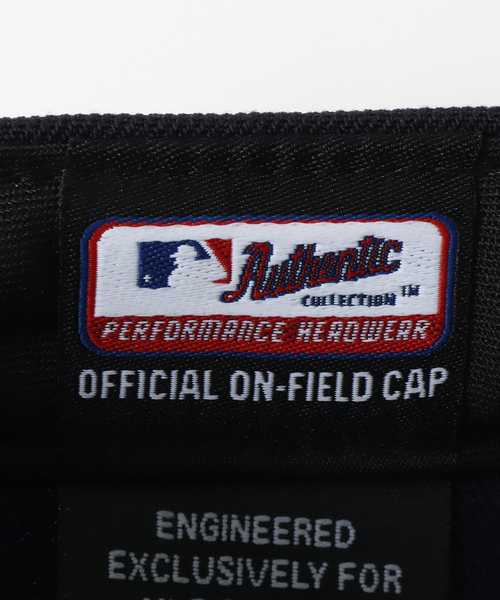 Authentic
COLLECTION™
PERFORMANCE HEADWEAR
OFFICIAL ON-FIELD CAP
ENGINEERED
EXCLUSIVELY FOR